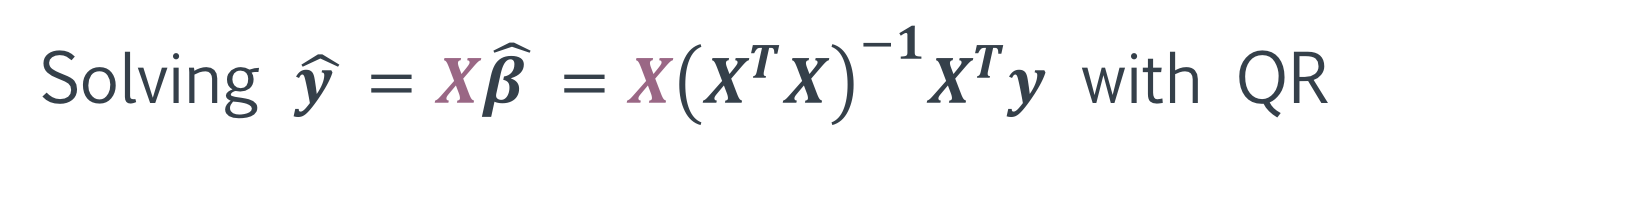 Solving ŷ = Xβ̂ = X(XᵀX)⁻¹Xᵀy with QR